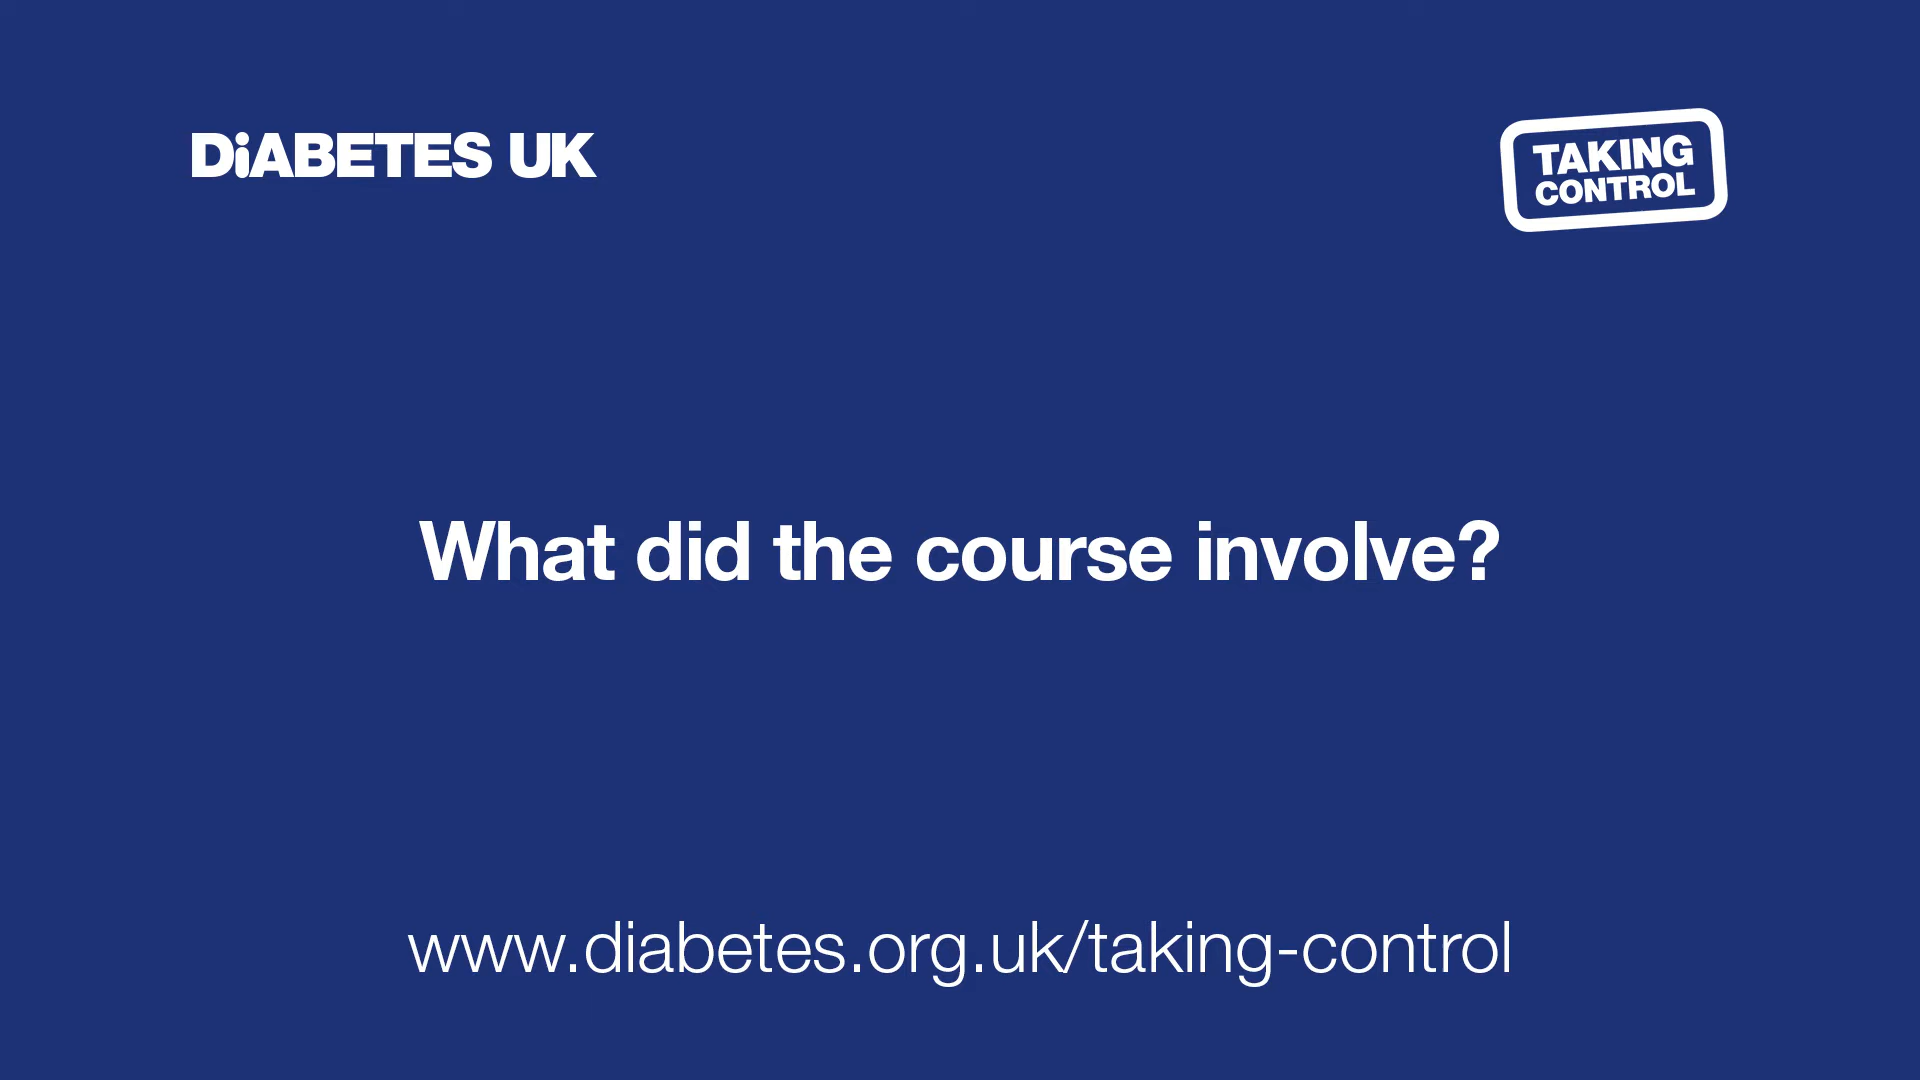 DiABETES UK
TAKING
CONTROL
What did the course involve?
www.diabetes.org.uk/taking-control